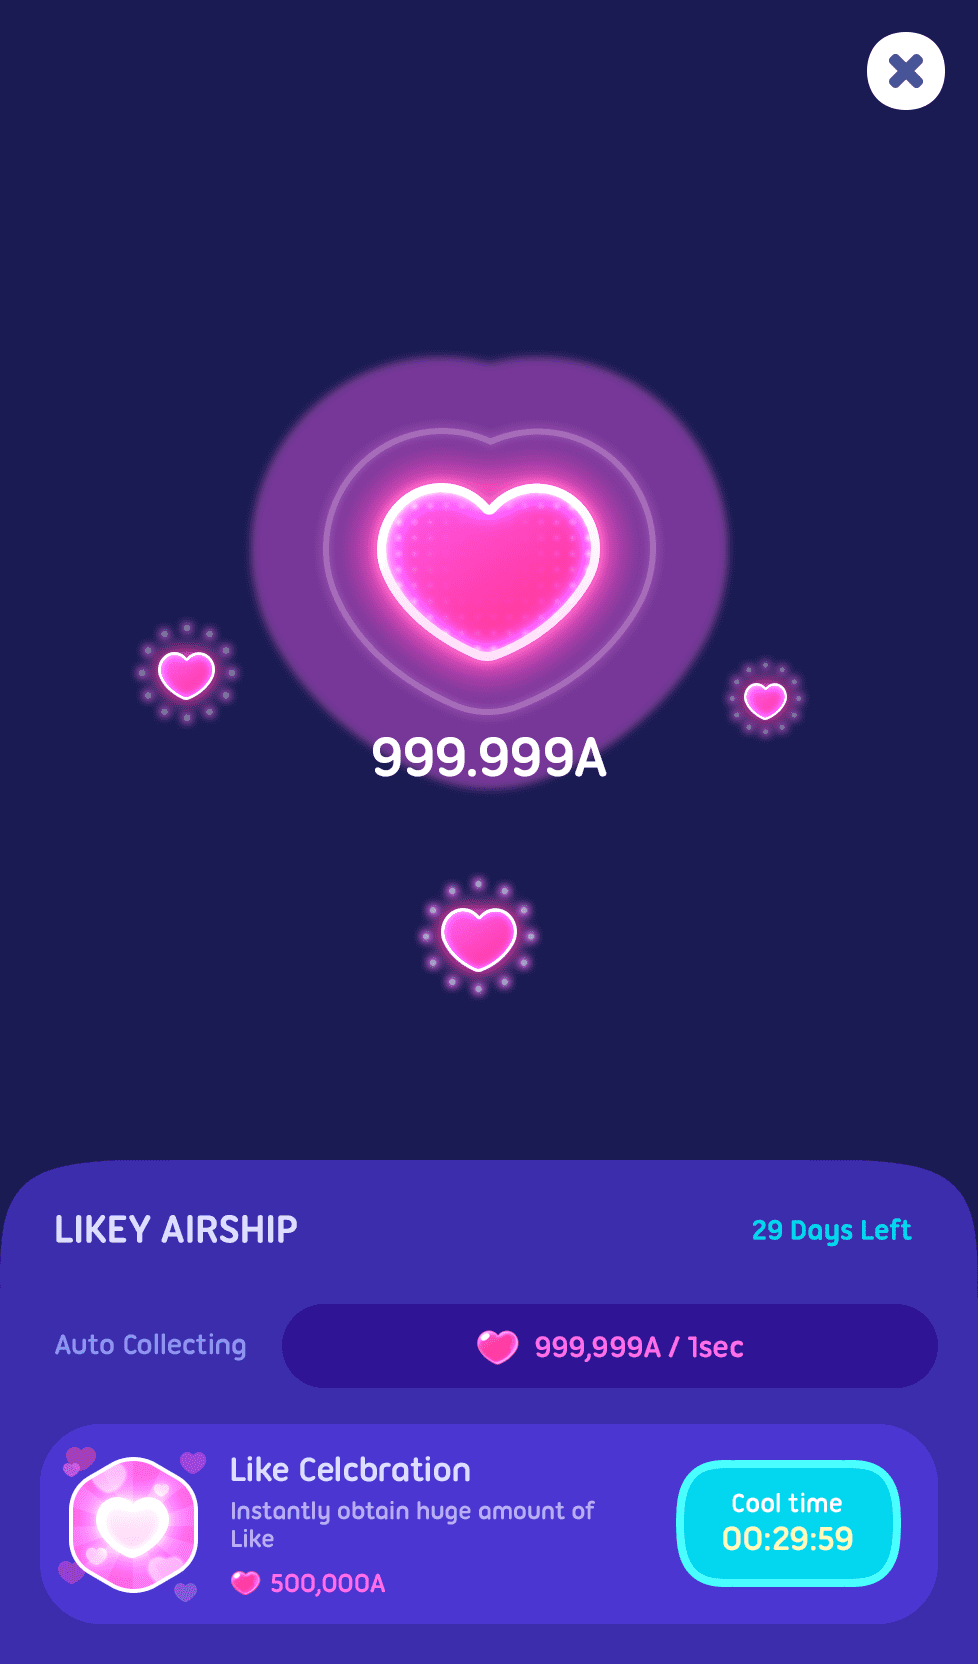 999.999A
LIKEY AIRSHIP
29 Days Left
Auto Collecting
999,999A / 1sec
Like Celcbration
Instantly obtain huge amount of
Like
500,000A
Cool time
00:29:59